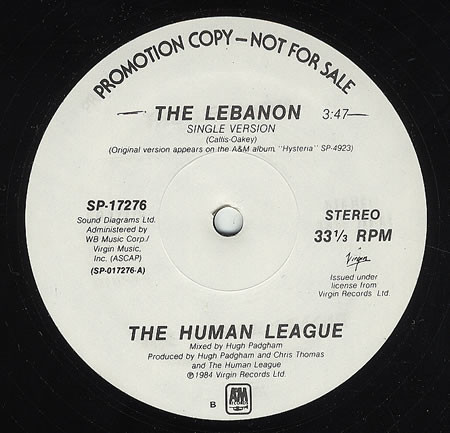 PROMOTION COPY—NOT FOR SALE
THE LEBANON 3:47
SINGLE VERSION
(Callis-Oakey)
(Original version appears on the A&M album, "Hysteria" SP-4923)
SP-17276
Sound Diagrams Ltd.
Administered by
WB Music Corp./
Virgin Music,
Inc. (ASCAP)
(SP-017276-A)
STEREO
33 1/3 RPM
Virgin
Issued under
license from
Virgin Records Ltd.
THE HUMAN LEAGUE
Mixed by Hugh Padgham
Produced by Hugh Padgham and Chris Thomas
and The Human League
℗1984 Virgin Records Ltd.
B
A&M
RECORDS